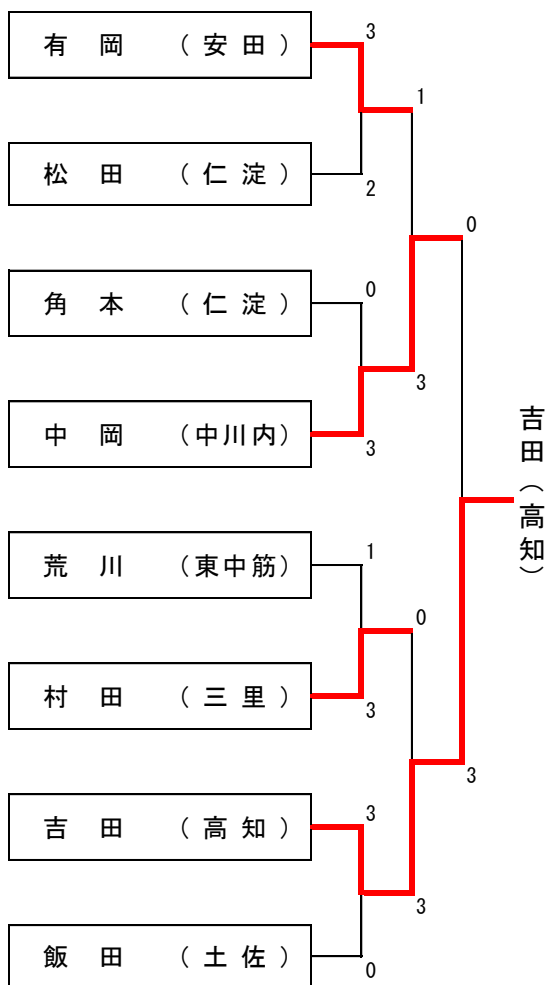 有岡 （安田）
3
1
松田 （仁淀）
2
0
角本 （仁淀）
0
3
中岡 （中川内）
3
吉田（高知）
荒川 （東中筋）
1
0
村田 （三里）
3
3
吉田 （高知）
3
3
飯田 （土佐）
0